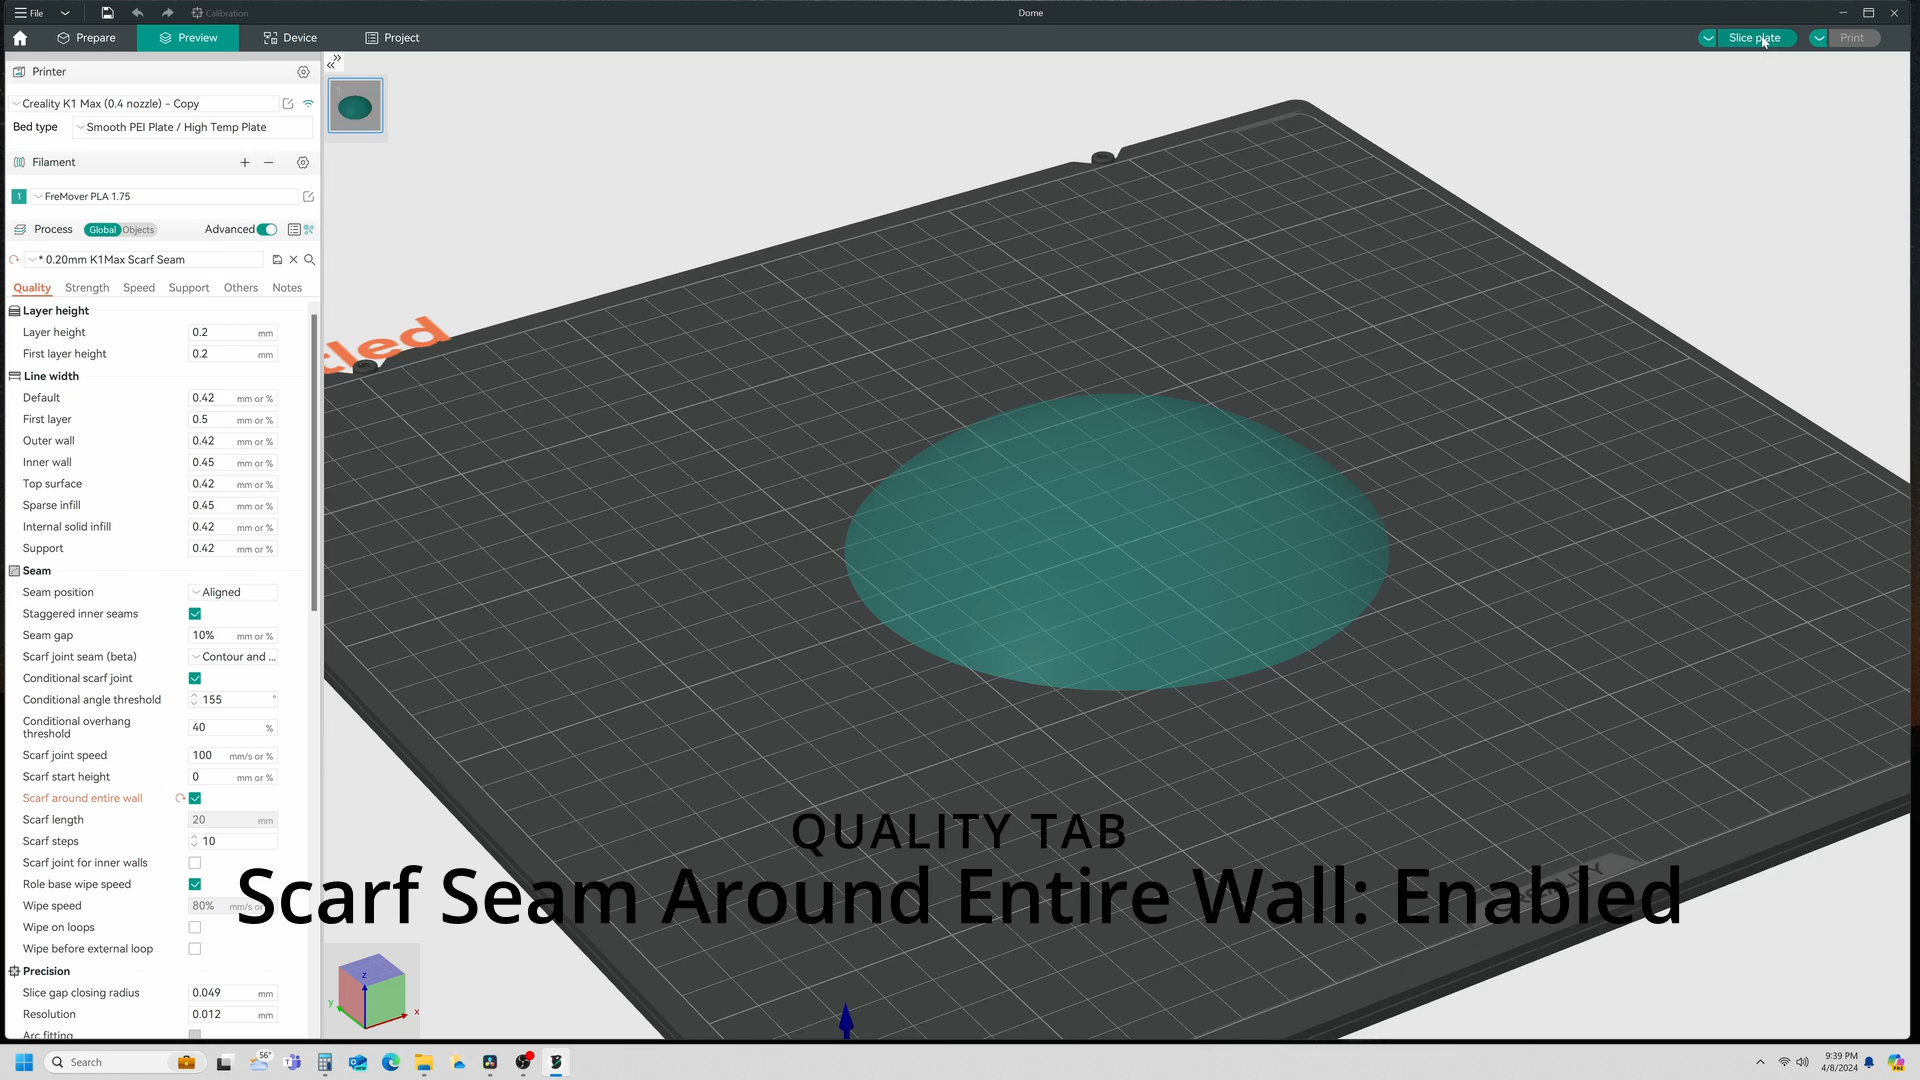 File
Calibration
Dome
Prepare
Preview
Device
Project
Slice plate
Print
Printer
Creality K1 Max (0.4 nozzle) - Copy
Bed type
Smooth PEI Plate / High Temp Plate
Filament
1
FreMover PLA 1.75
Process
Global
Objects
Advanced
* 0.20mm K1Max Scarf Seam
Quality
Strength
Speed
Support
Others
Notes
Layer height
Layer height 0.2 mm
First layer height 0.2 mm
Line width
Default 0.42 mm or %
First layer 0.5 mm or %
Outer wall 0.42 mm or %
Inner wall 0.45 mm or %
Top surface 0.42 mm or %
Sparse infill 0.45 mm or %
Internal solid infill 0.42 mm or %
Support 0.42 mm or %
Seam
Seam position Aligned
Staggered inner seams
Seam gap 10% mm or %
Scarf joint seam (beta) Contour and ...
Conditional scarf joint
Conditional angle threshold 155 °
Conditional overhang
threshold 40 %
Scarf joint speed 100 mm/s or %
Scarf start height 0 mm or %
Scarf around entire wall
Scarf length 20 mm
Scarf steps 10
Scarf joint for inner walls
Role base wipe speed
Wipe speed 80% mm/s or
Wipe on loops
Wipe before external loop
Precision
Slice gap closing radius 0.049 mm
Resolution 0.012 mm
Arc fitting
1
tled
QUALITY TAB
Scarf Seam Around Entire Wall: Enabled
z
y
x
Search
56°
9:39 PM
4/8/2024